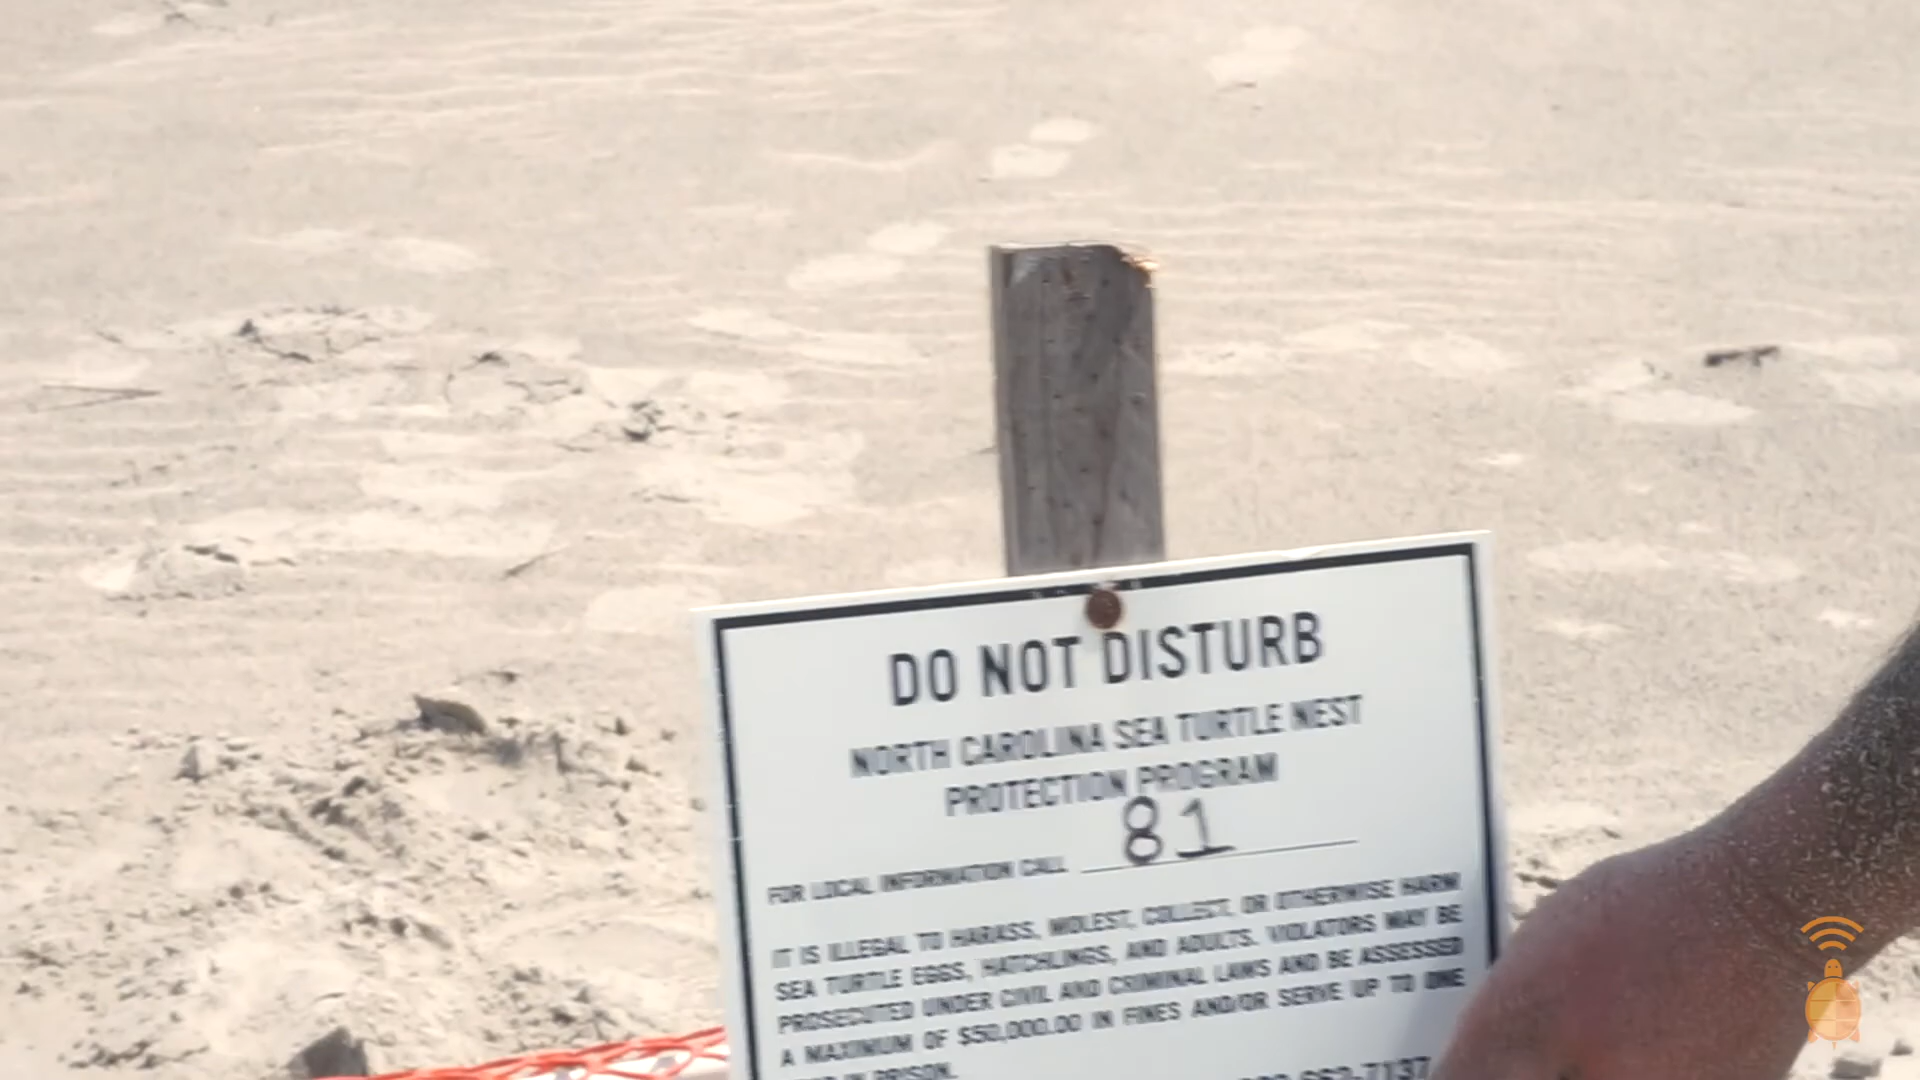 DO NOT DISTURB
NORTH CAROLINA SEA TURTLE NEST
PROTECTION PROGRAM
FOR LOCAL INFORMATION CALL 81
IT IS ILLEGAL TO HARASS, MOLEST, COLLECT, OR OTHERWISE HARM
SEA TURTLE EGGS, HATCHLINGS, AND ADULTS. VIOLATORS MAY BE
PROSECUTED UNDER CIVIL AND CRIMINAL LAWS AND BE ASSESSED
A MAXIMUM OF $50,000.00 IN FINES AND/OR SERVE UP TO ONE
IN PRISON.